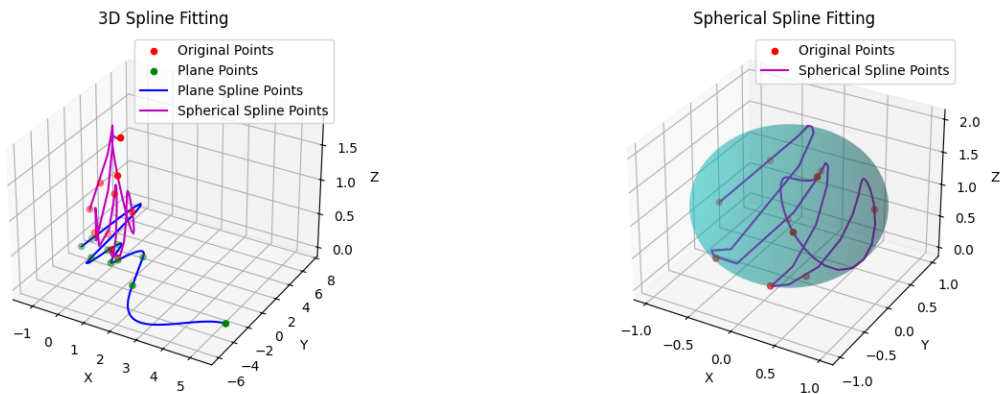 3D Spline Fitting
Original Points
Plane Points
Plane Spline Points
Spherical Spline Points
Z
1.5
1.0
0.5
0.0
8
6
4
2
0
−2
−4
−6
Y
−1
0
1
2
3
4
5
X
Spherical Spline Fitting
Original Points
Spherical Spline Points
Z
2.0
1.5
1.0
0.5
0.0
1.0
0.5
0.0
−0.5
−1.0
Y
−1.0
−0.5
0.0
0.5
1.0
X